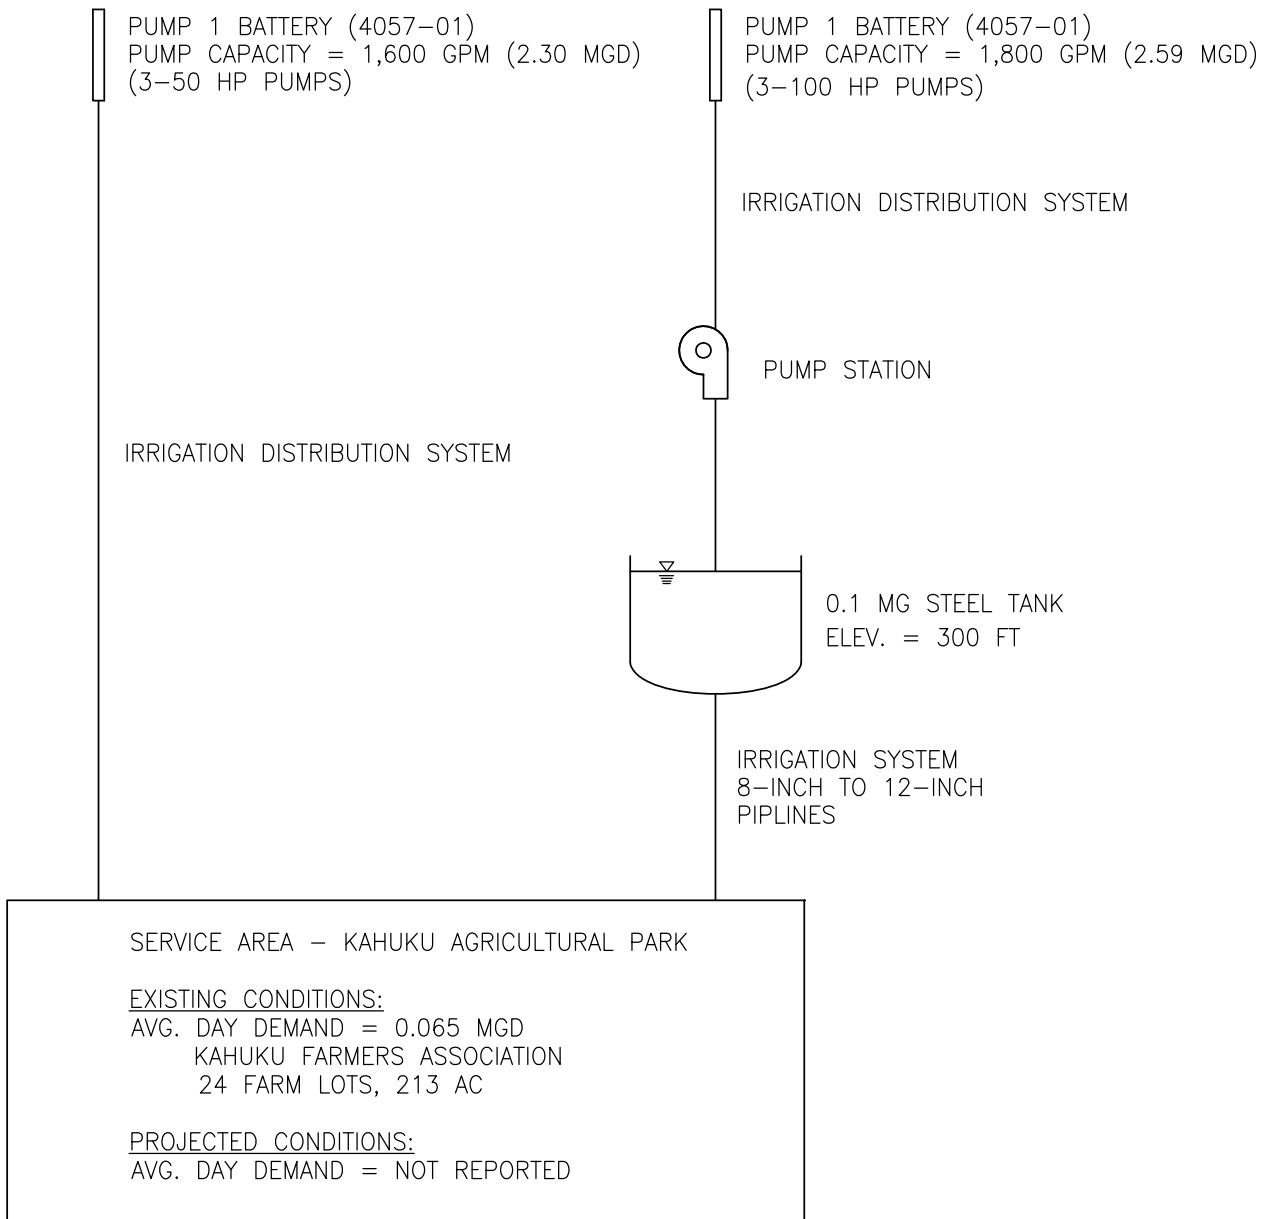 PUMP 1 BATTERY (4057-01)
PUMP CAPACITY = 1,600 GPM (2.30 MGD)
(3-50 HP PUMPS)
PUMP 1 BATTERY (4057-01)
PUMP CAPACITY = 1,800 GPM (2.59 MGD)
(3-100 HP PUMPS)
IRRIGATION DISTRIBUTION SYSTEM
PUMP STATION
IRRIGATION DISTRIBUTION SYSTEM
0.1 MG STEEL TANK
ELEV. = 300 FT
IRRIGATION SYSTEM
8-INCH TO 12-INCH
PIPLINES
SERVICE AREA - KAHUKU AGRICULTURAL PARK
EXISTING CONDITIONS:
AVG. DAY DEMAND = 0.065 MGD
KAHUKU FARMERS ASSOCIATION
24 FARM LOTS, 213 AC
PROJECTED CONDITIONS:
AVG. DAY DEMAND = NOT REPORTED